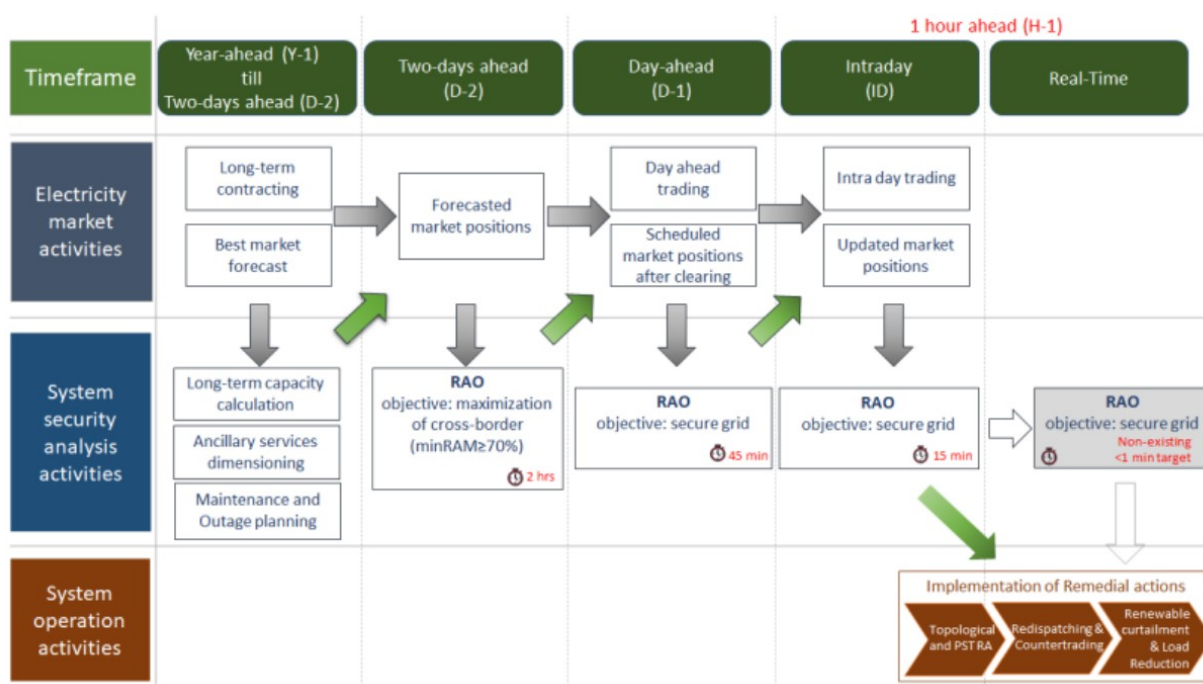 1 hour ahead (H-1)
Timeframe
Year-ahead (Y-1)
till
Two-days ahead (D-2)
Two-days ahead
(D-2)
Day-ahead
(D-1)
Intraday
(ID)
Real-Time
Electricity
market
activities
Long-term
contracting
Best market
forecast
Forecasted
market positions
Day ahead
trading
Scheduled
market positions
after clearing
Intra day trading
Updated market
positions
System
security
analysis
activities
Long-term capacity
calculation
Ancillary services
dimensioning
Maintenance and
Outage planning
RAO
objective: maximization
of cross-border
(minRAM≥70%)
2 hrs
RAO
objective: secure grid
45 min
RAO
objective: secure grid
15 min
RAO
objective: secure grid
Non-existing
<1 min target
System
operation
activities
Implementation of Remedial actions
Topological
and PST RA
Redispatching &
Countertrading
Renewable
curtailment
& Load
Reduction